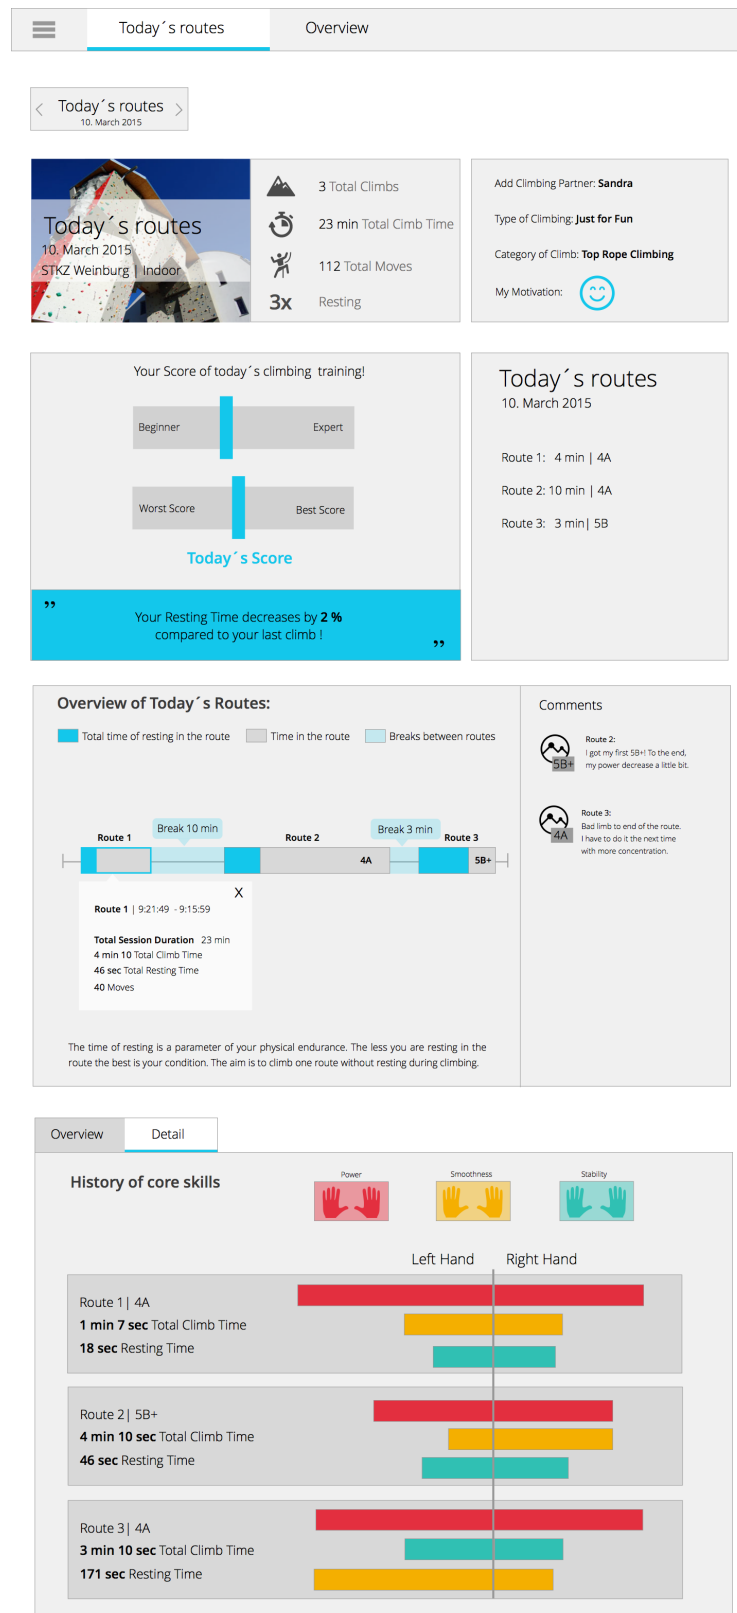 Today´s routes
Overview
Today´s routes
10. March 2015
Today´s routes
10. March 2015
STKZ Weinburg | Indoor
3 Total Climbs
23 min Total Cimb Time
112 Total Moves
3x Resting
Add Climbing Partner: Sandra
Type of Climbing: Just for Fun
Category of Climb: Top Rope Climbing
My Motivation:
Your Score of today´s climbing training!
Beginner
Expert
Worst Score
Best Score
Today´s Score
”
Your Resting Time decreases by 2 %
compared to your last climb !
”
Today´s routes
10. March 2015
Route 1: 4 min | 4A
Route 2: 10 min | 4A
Route 3: 3 min| 5B
Overview of Today´s Routes:
Total time of resting in the route
Time in the route
Breaks between routes
Route 1
Break 10 min
Route 2
Break 3 min
Route 3
4A
5B+
X
Route 1 | 9:21:49 - 9:15:59
Total Session Duration 23 min
4 min 10 Total Climb Time
46 sec Total Resting Time
40 Moves
The time of resting is a parameter of your physical endurance. The less you are resting in the
route the best is your condition. The aim is to climb one route without resting during climbing.
Comments
5B+
Route 2:
I got my first 5B+! To the end,
my power decrease a little bit.
4A
Route 3:
Bad limb to end of the route.
I have to do it the next time
with more concentration.
Overview
Detail
History of core skills
Power
Smoothness
Stability
Left Hand
Right Hand
Route 1| 4A
1 min 7 sec Total Climb Time
18 sec Resting Time
Route 2| 5B+
4 min 10 sec Total Climb Time
46 sec Resting Time
Route 3| 4A
3 min 10 sec Total Climb Time
171 sec Resting Time